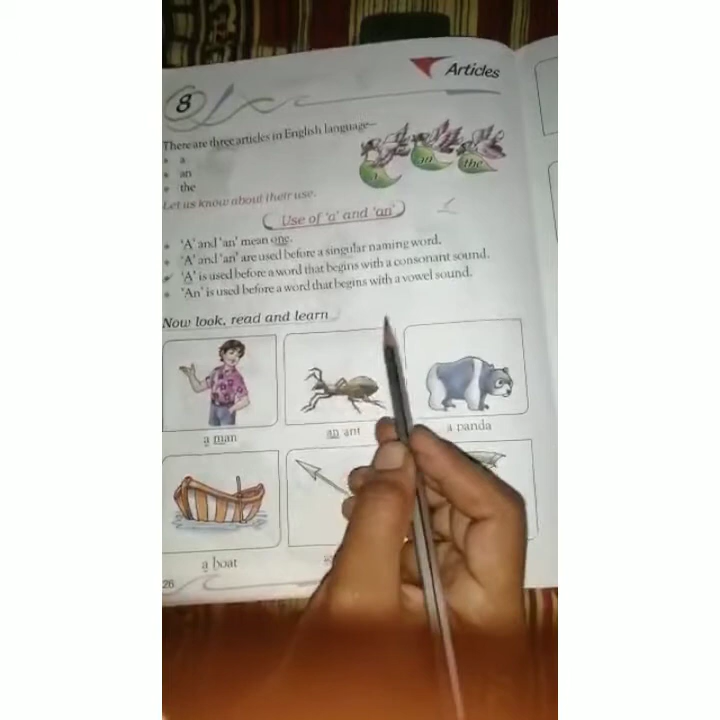 Articles
8
There are three articles in English language—
a
an
the
an
the
Let us know about their use.
Use of 'a' and 'an'
'A' and 'an' mean one.
'A' and 'an' are used before a singular naming word.
'A' is used before a word that begins with a consonant sound.
'An' is used before a word that begins with a vowel sound.
Now look, read and learn
a man
an ant
a panda
a boat
26